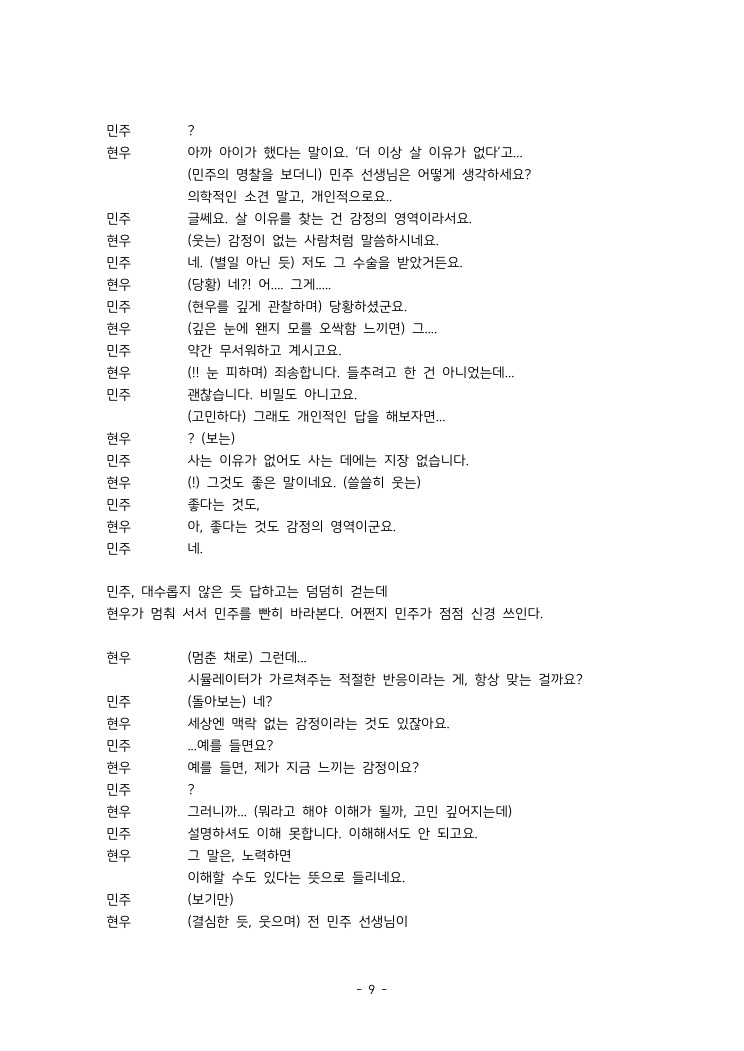 민주 ?
현우 아까 아이가 했다는 말이요. '더 이상 살 이유가 없다'고...
(민주의 명찰을 보더니) 민주 선생님은 어떻게 생각하세요?
의학적인 소견 말고, 개인적으로요..
민주 글쎄요. 살 이유를 찾는 건 감정의 영역이라서요.
현우 (웃는) 감정이 없는 사람처럼 말씀하시네요.
민주 네. (별일 아닌 듯) 저도 그 수술을 받았거든요.
현우 (당황) 네?! 어.... 그게.....
민주 (현우를 깊게 관찰하며) 당황하셨군요.
현우 (깊은 눈에 왠지 모를 오싹함 느끼면) 그....
민주 약간 무서워하고 계시고요.
현우 (!! 눈 피하며) 죄송합니다. 들추려고 한 건 아니었는데...
민주 괜찮습니다. 비밀도 아니고요.
(고민하다) 그래도 개인적인 답을 해보자면...
현우 ? (보는)
민주 사는 이유가 없어도 사는 데에는 지장 없습니다.
현우 (!) 그것도 좋은 말이네요. (쓸쓸히 웃는)
민주 좋다는 것도,
현우 아, 좋다는 것도 감정의 영역이군요.
민주 네.
민주, 대수롭지 않은 듯 답하고는 덤덤히 걷는데
현우가 멈춰 서서 민주를 빤히 바라본다. 어쩐지 민주가 점점 신경 쓰인다.
현우 (멈춘 채로) 그런데...
시뮬레이터가 가르쳐주는 적절한 반응이라는 게, 항상 맞는 걸까요?
민주 (돌아보는) 네?
현우 세상엔 맥락 없는 감정이라는 것도 있잖아요.
민주 ...예를 들면요?
현우 예를 들면, 제가 지금 느끼는 감정이요?
민주 ?
현우 그러니까... (뭐라고 해야 이해가 될까, 고민 깊어지는데)
민주 설명하셔도 이해 못합니다. 이해해서도 안 되고요.
현우 그 말은, 노력하면
이해할 수도 있다는 뜻으로 들리네요.
민주 (보기만)
현우 (결심한 듯, 웃으며) 전 민주 선생님이
- 9 -